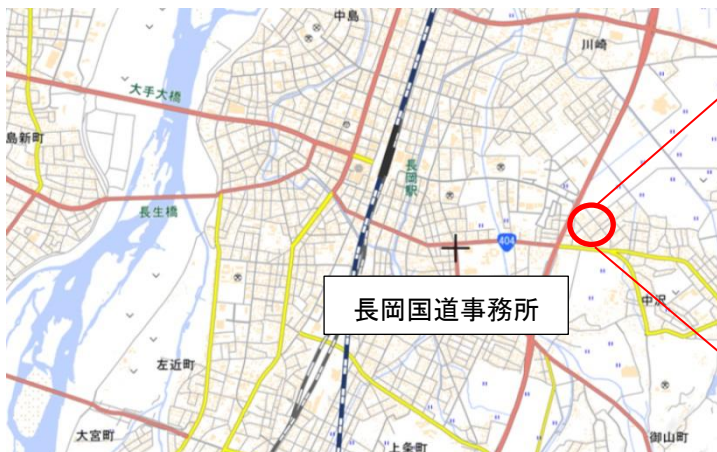 中島
川崎
大手大橋
島新町
長岡駅
長生橋
404
長岡国道事務所
中沢
左近町
大宮町
上条町
御山町